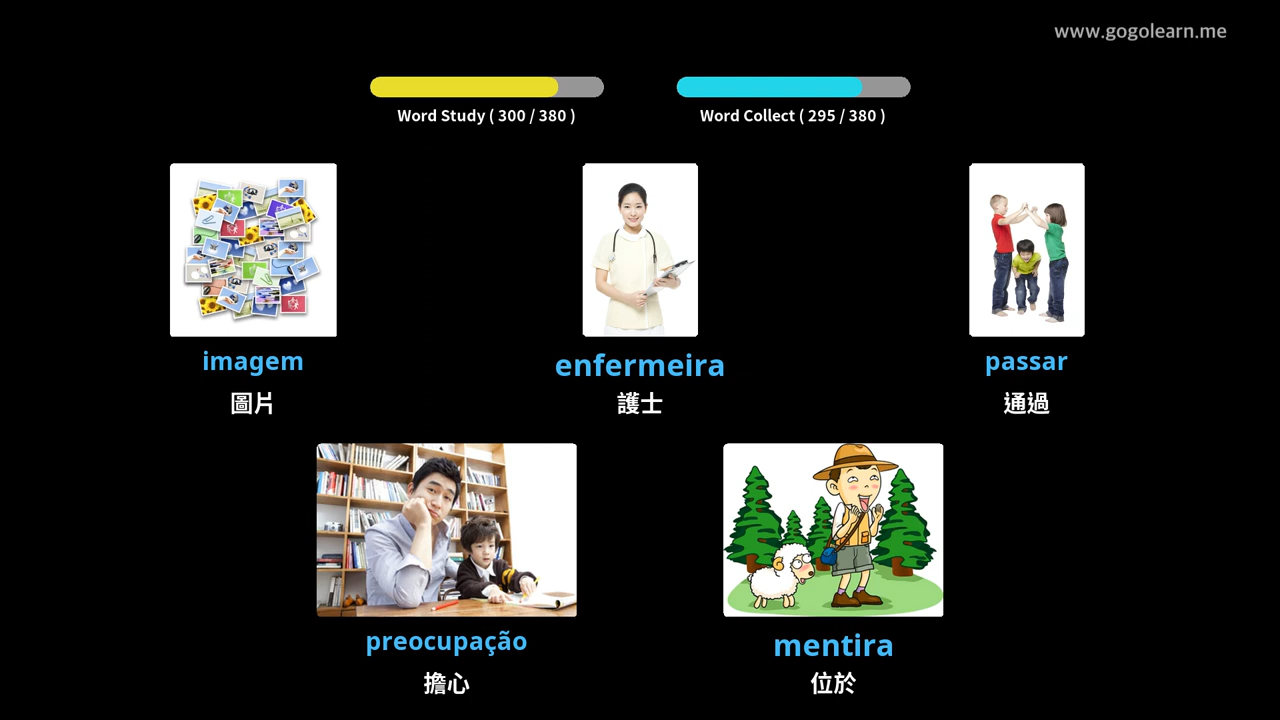 www.gogolearn.me
Word Study ( 300 / 380 )
Word Collect ( 295 / 380 )
imagem
圖片
enfermeira
護士
passar
通過
preocupação
擔心
mentira
位於